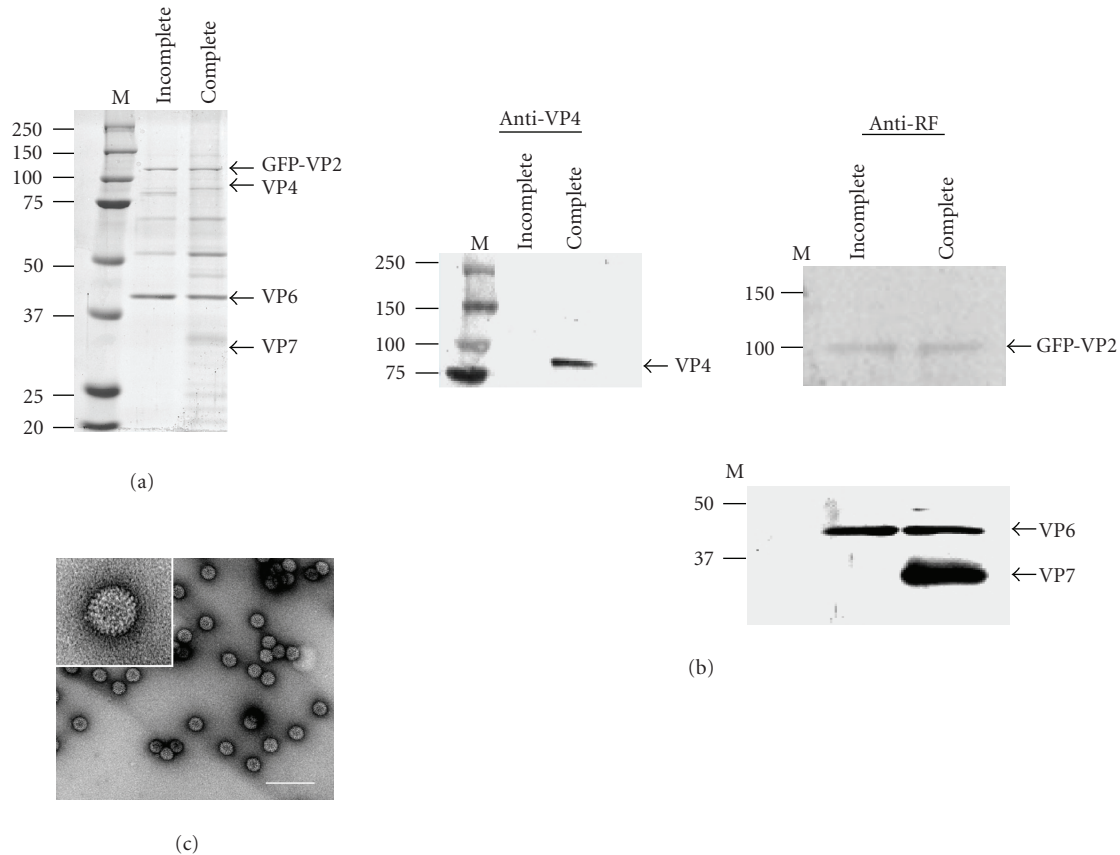 M
Incomplete
Complete
250
150
100
75
50
37
25
20
GFP-VP2
VP4
VP6
VP7
(a)
Anti-VP4
M
Incomplete
Complete
250
150
100
75
VP4
Anti-RF
M
Incomplete
Complete
150
100
GFP-VP2
M
50
37
VP6
VP7
(b)
(c)